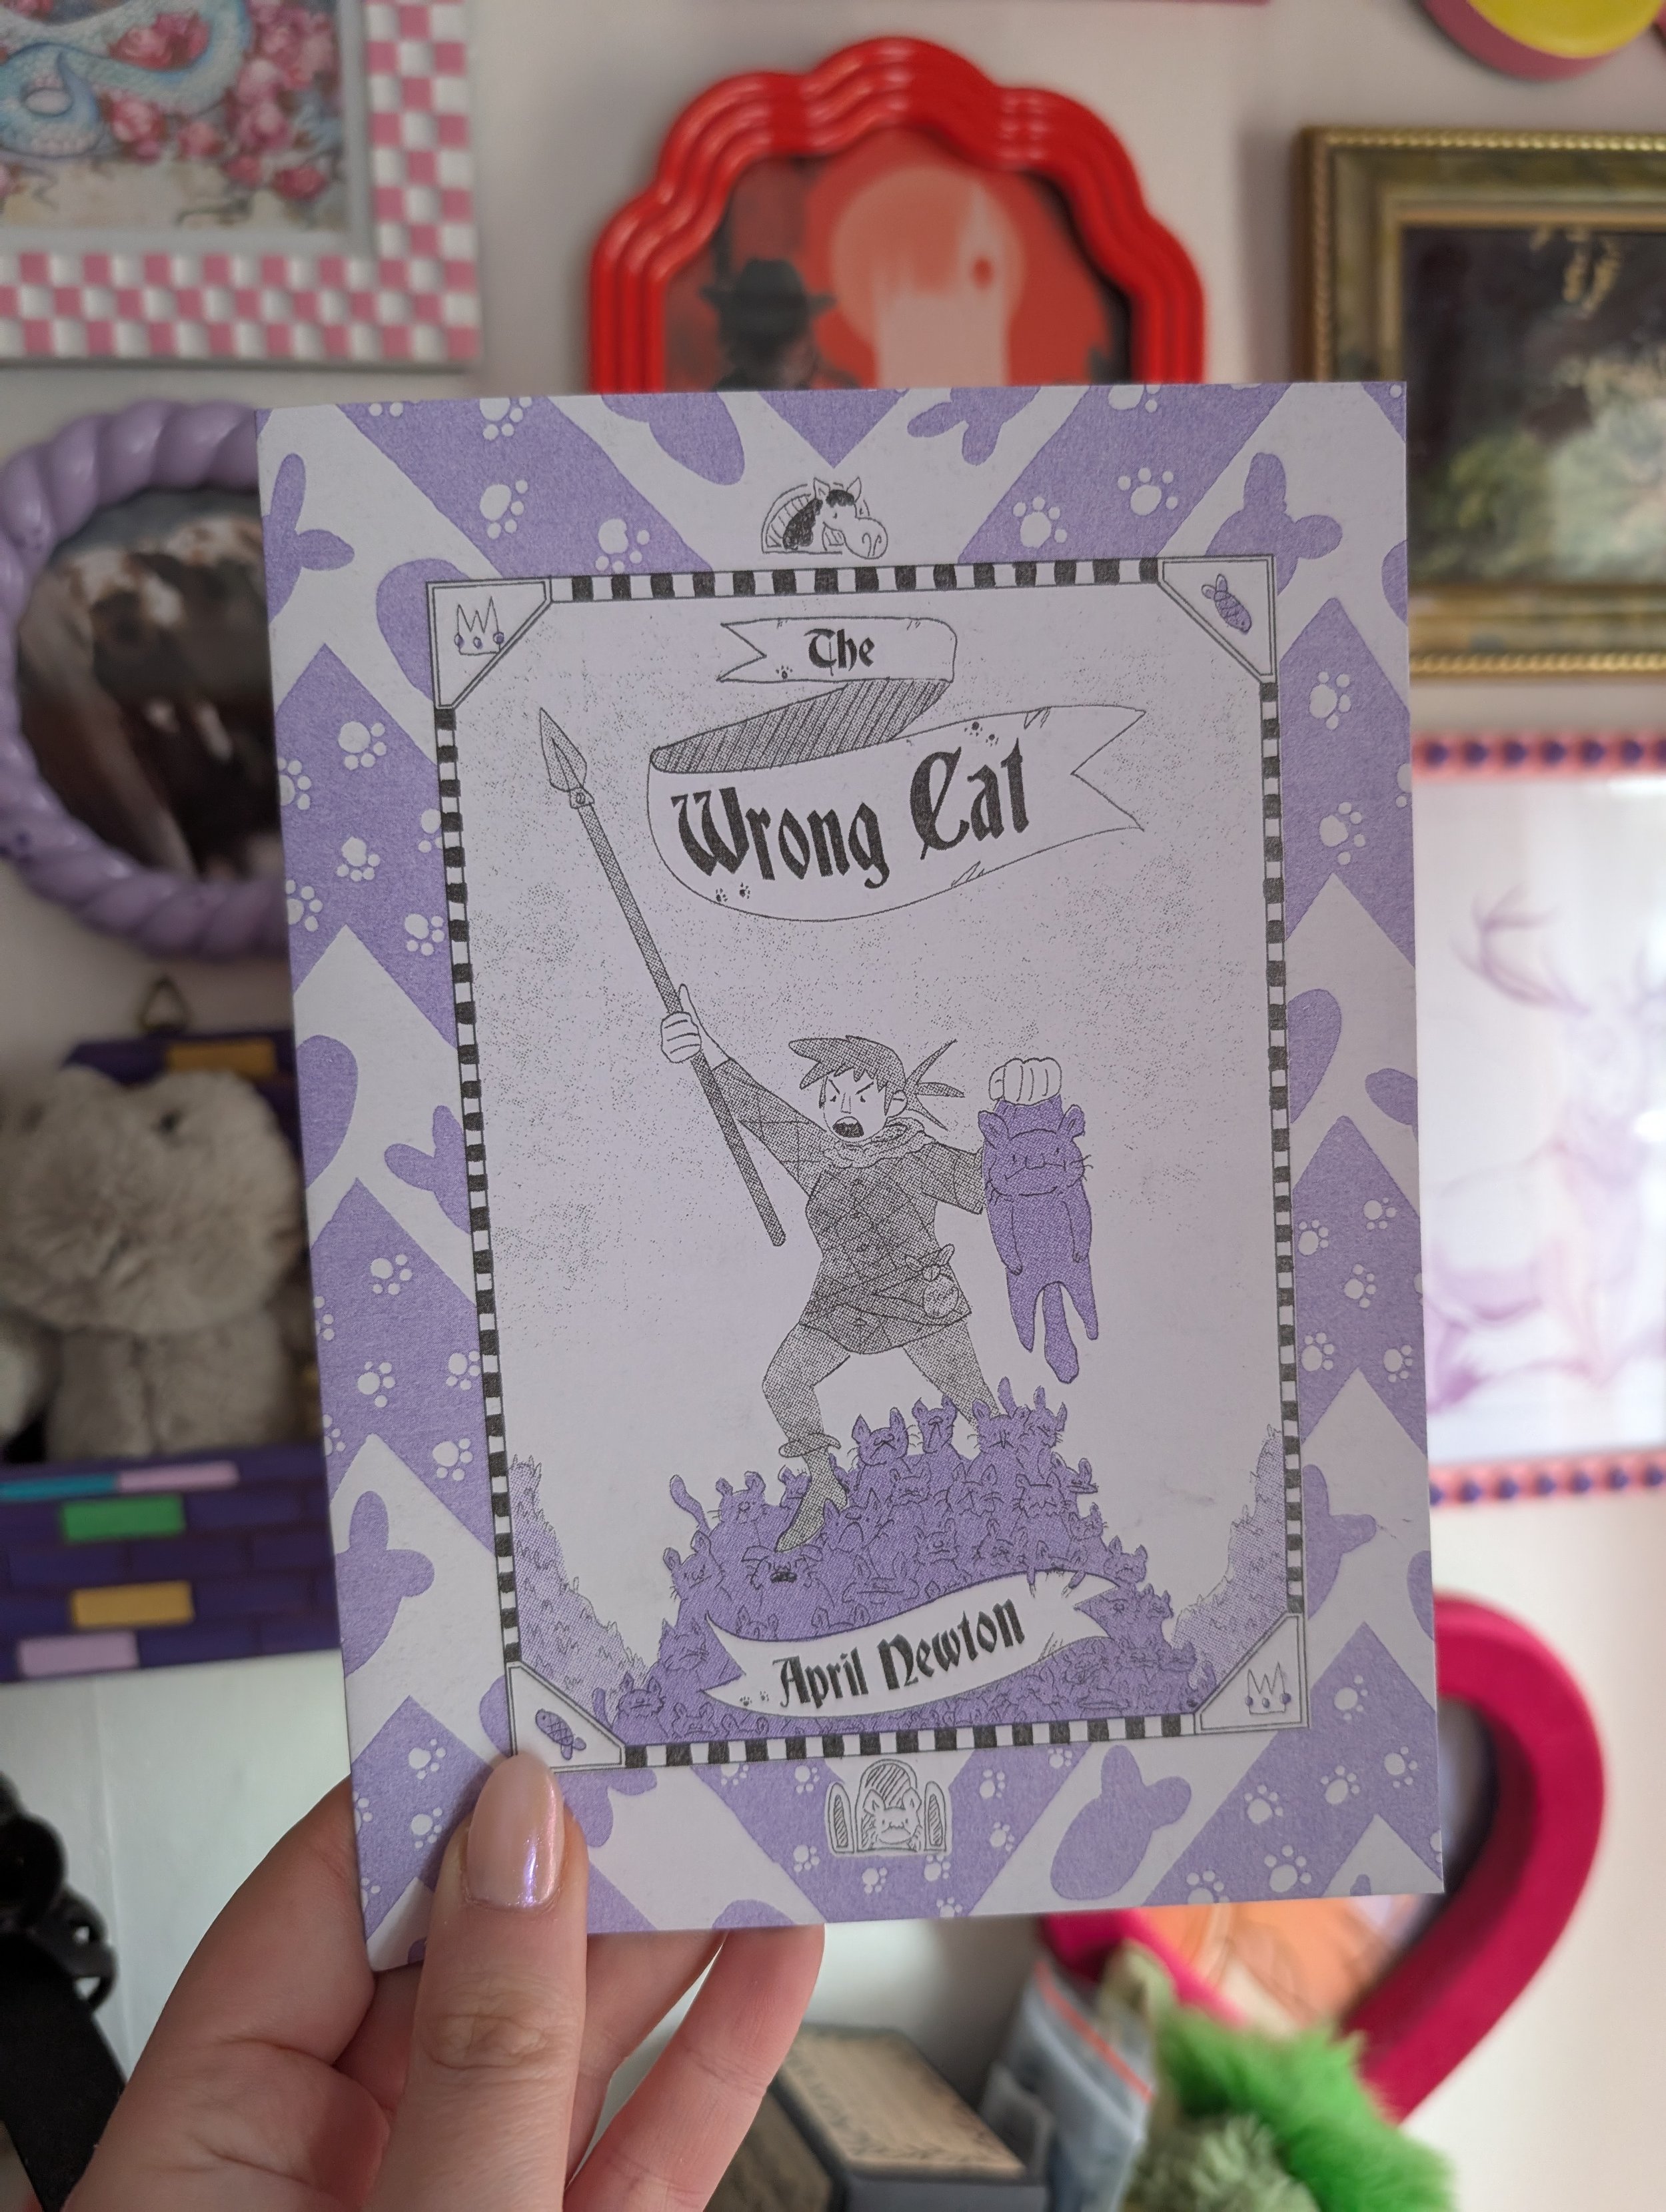 The
Wrong Cat
April Newton